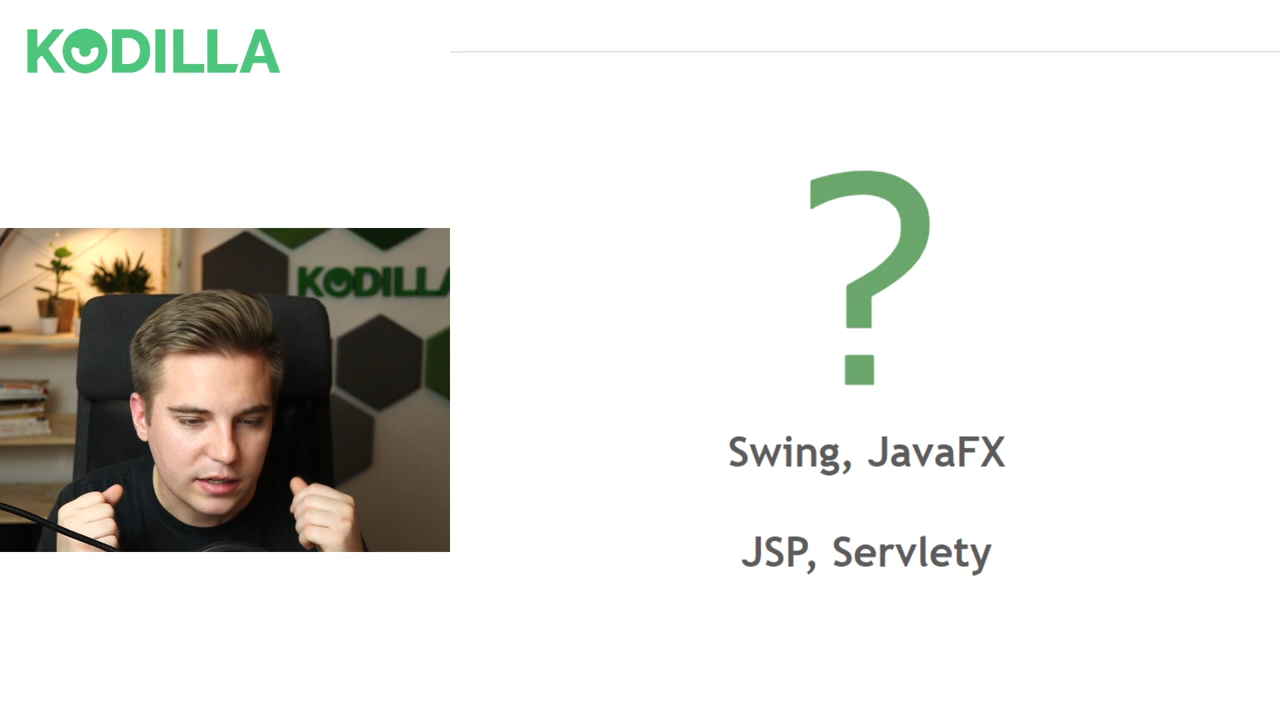 KODILLA
KODILLA
?
Swing, JavaFX
JSP, Servlety